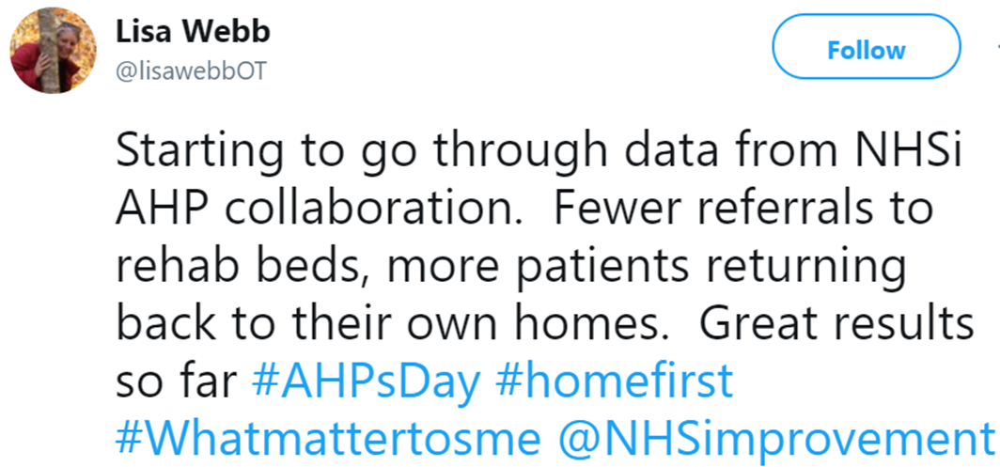 Lisa Webb
@lisawebbOT
Follow
Starting to go through data from NHSi
AHP collaboration.  Fewer referrals to
rehab beds, more patients returning
back to their own homes.  Great results
so far #AHPsDay #homefirst
#Whatmattertosme @NHSimprovement